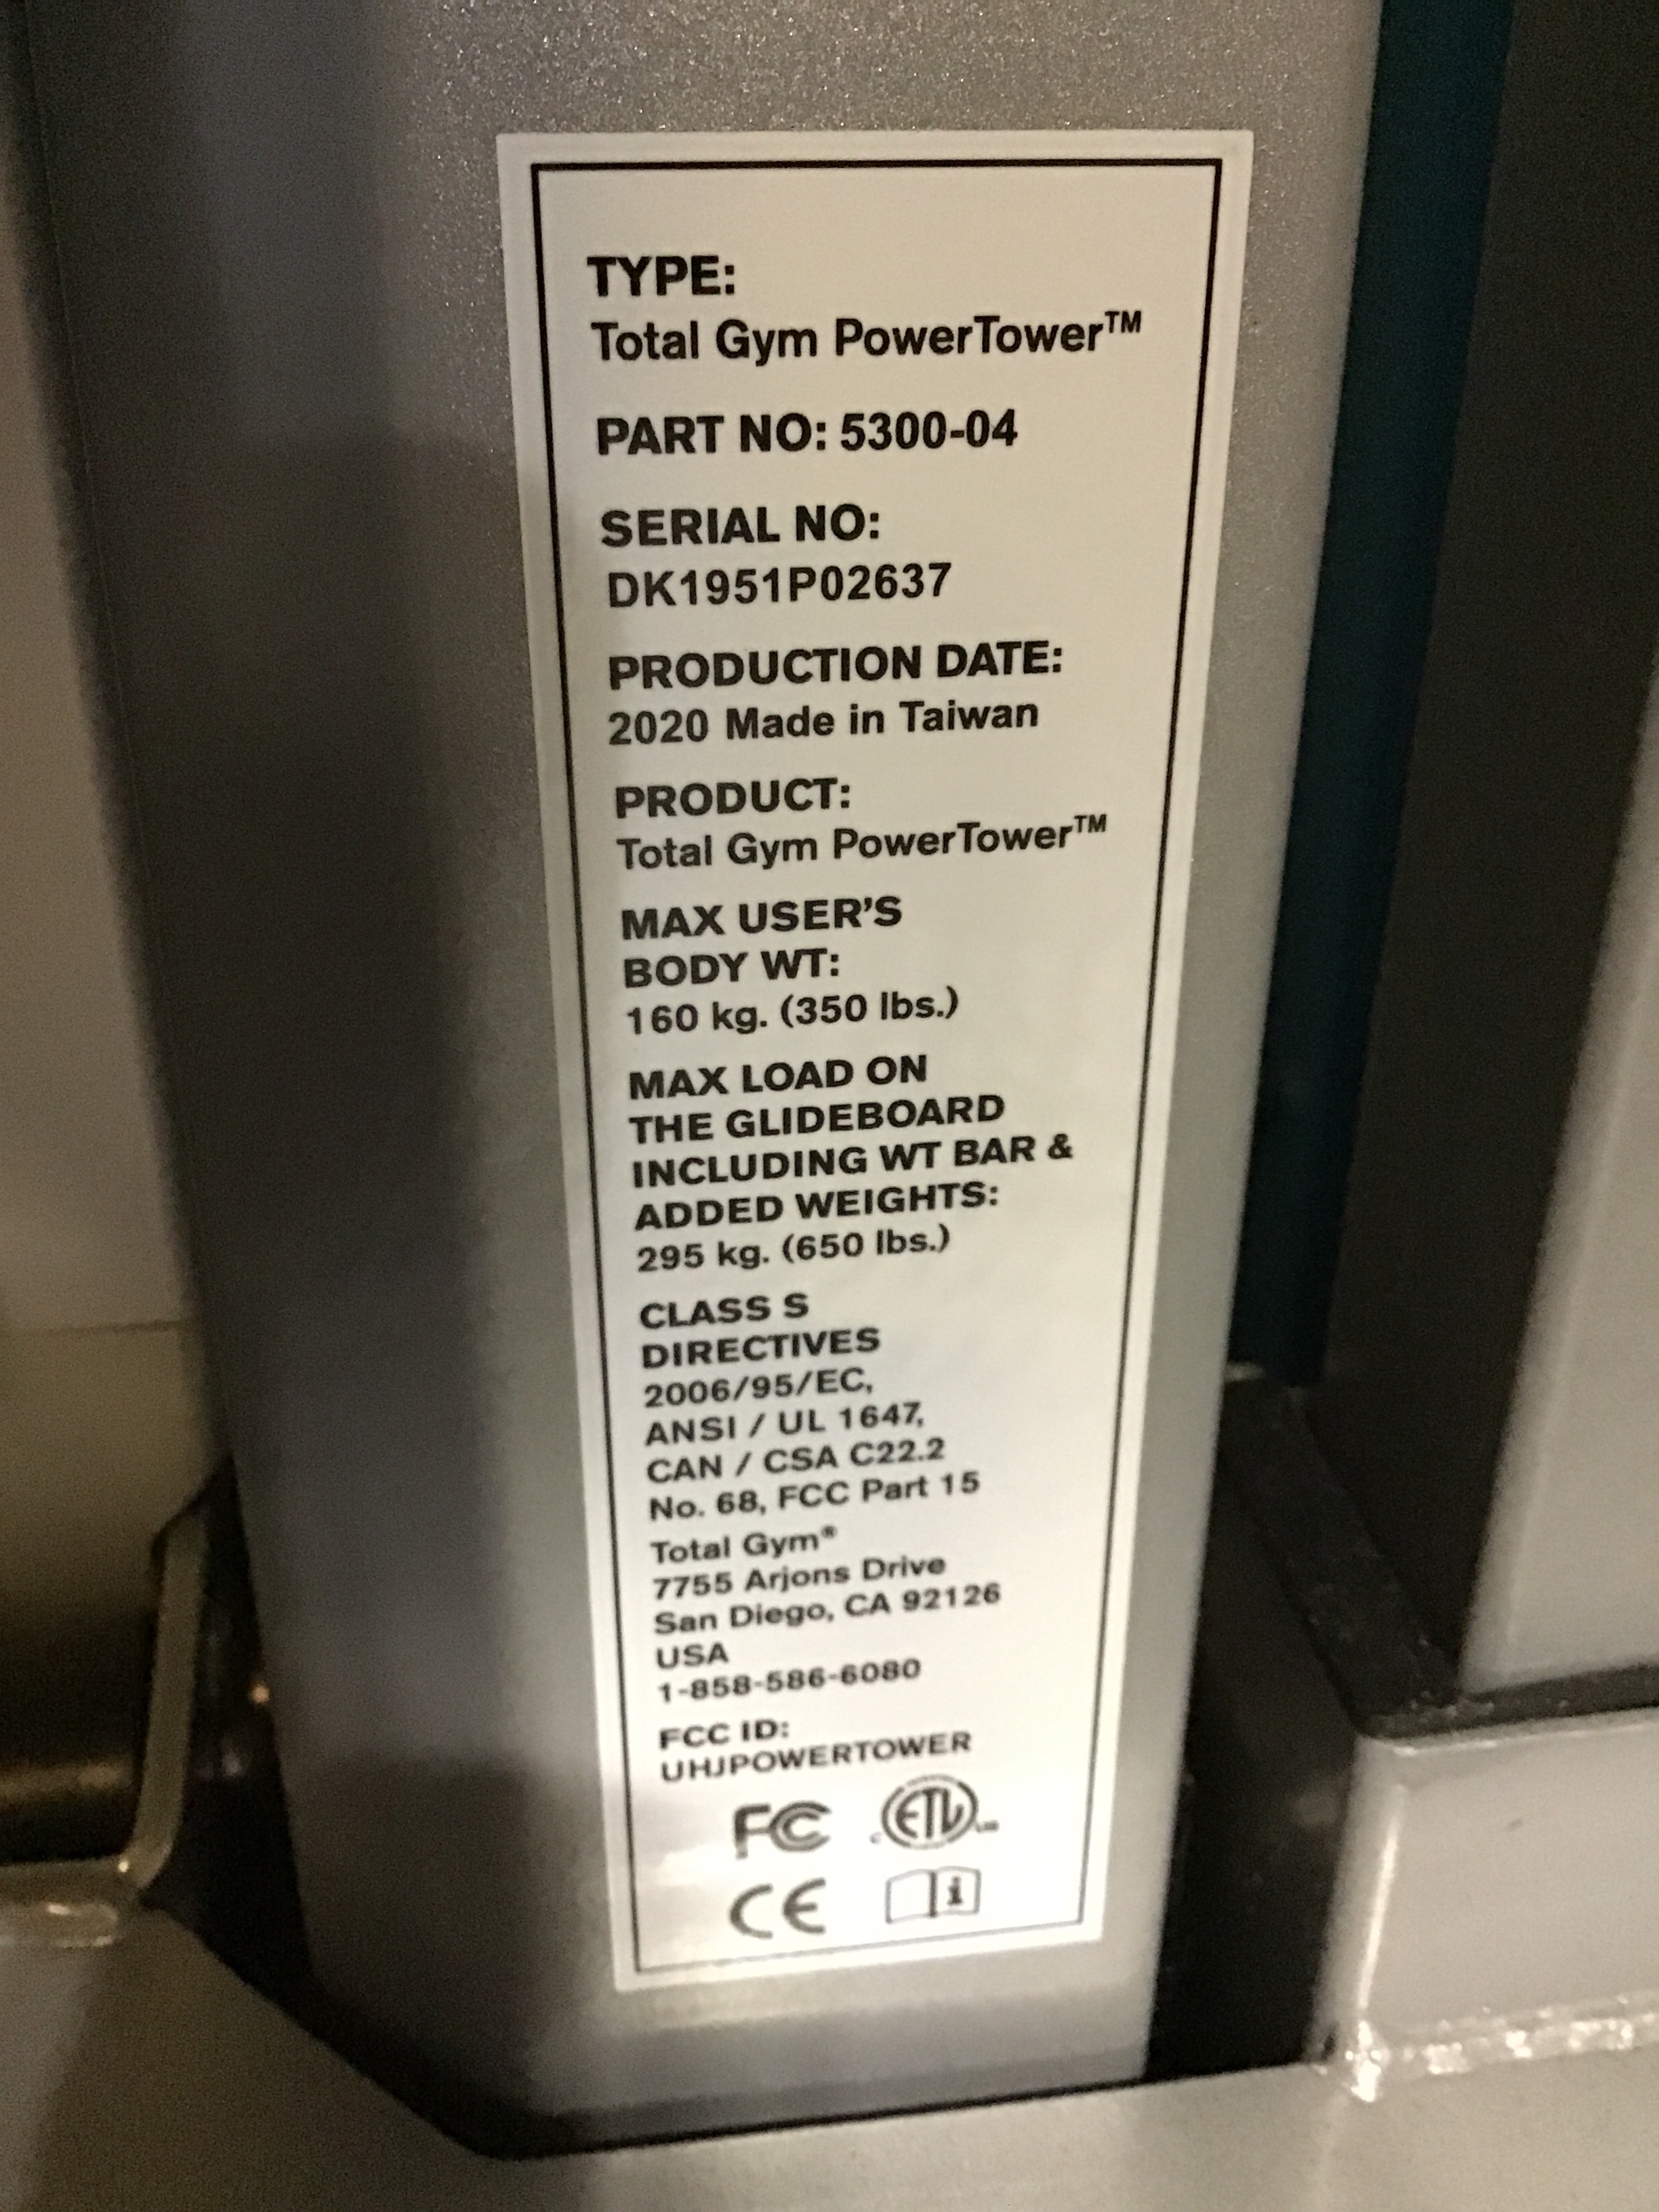 TYPE:
Total Gym PowerTower™
PART NO: 5300-04
SERIAL NO:
DK1951P02637
PRODUCTION DATE:
2020 Made in Taiwan
PRODUCT:
Total Gym PowerTower™
MAX USER'S
BODY WT:
160 kg. (350 lbs.)
MAX LOAD ON
THE GLIDEBOARD
INCLUDING WT BAR &
ADDED WEIGHTS:
295 kg. (650 lbs.)
CLASS S
DIRECTIVES
2006/95/EC,
ANSI / UL 1647,
CAN / CSA C22.2
No. 68, FCC Part 15
Total Gym®
7755 Arjons Drive
San Diego, CA 92126
USA
1-858-586-6080
FCC ID:
UHJPOWERTOWER
FC ETL
CE i